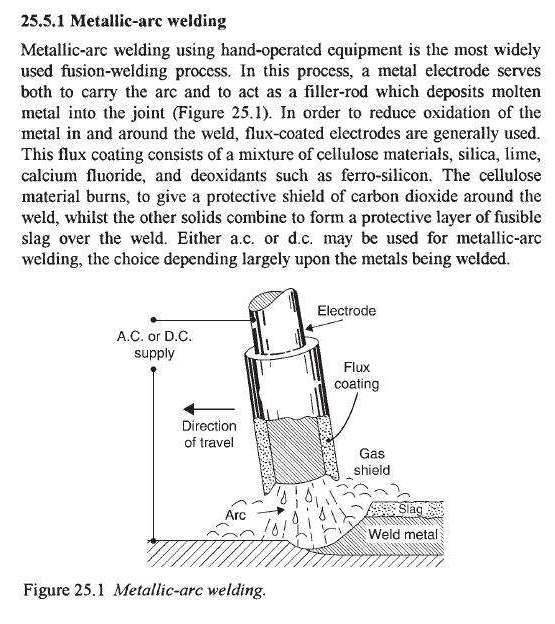 25.5.1 Metallic-arc welding
Metallic-arc welding using hand-operated equipment is the most widely
used fusion-welding process. In this process, a metal electrode serves
both to carry the arc and to act as a filler-rod which deposits molten
metal into the joint (Figure 25.1). In order to reduce oxidation of the
metal in and around the weld, flux-coated electrodes are generally used.
This flux coating consists of a mixture of cellulose materials, silica, lime,
calcium fluoride, and deoxidants such as ferro-silicon. The cellulose
material burns, to give a protective shield of carbon dioxide around the
weld, whilst the other solids combine to form a protective layer of fusible
slag over the weld. Either a.c. or d.c. may be used for metallic-arc
welding, the choice depending largely upon the metals being welded.
Electrode
A.C. or D.C.
supply
Flux
coating
Direction
of travel
Gas
shield
Arc
Slag
Weld metal
Figure 25.1 Metallic-arc welding.